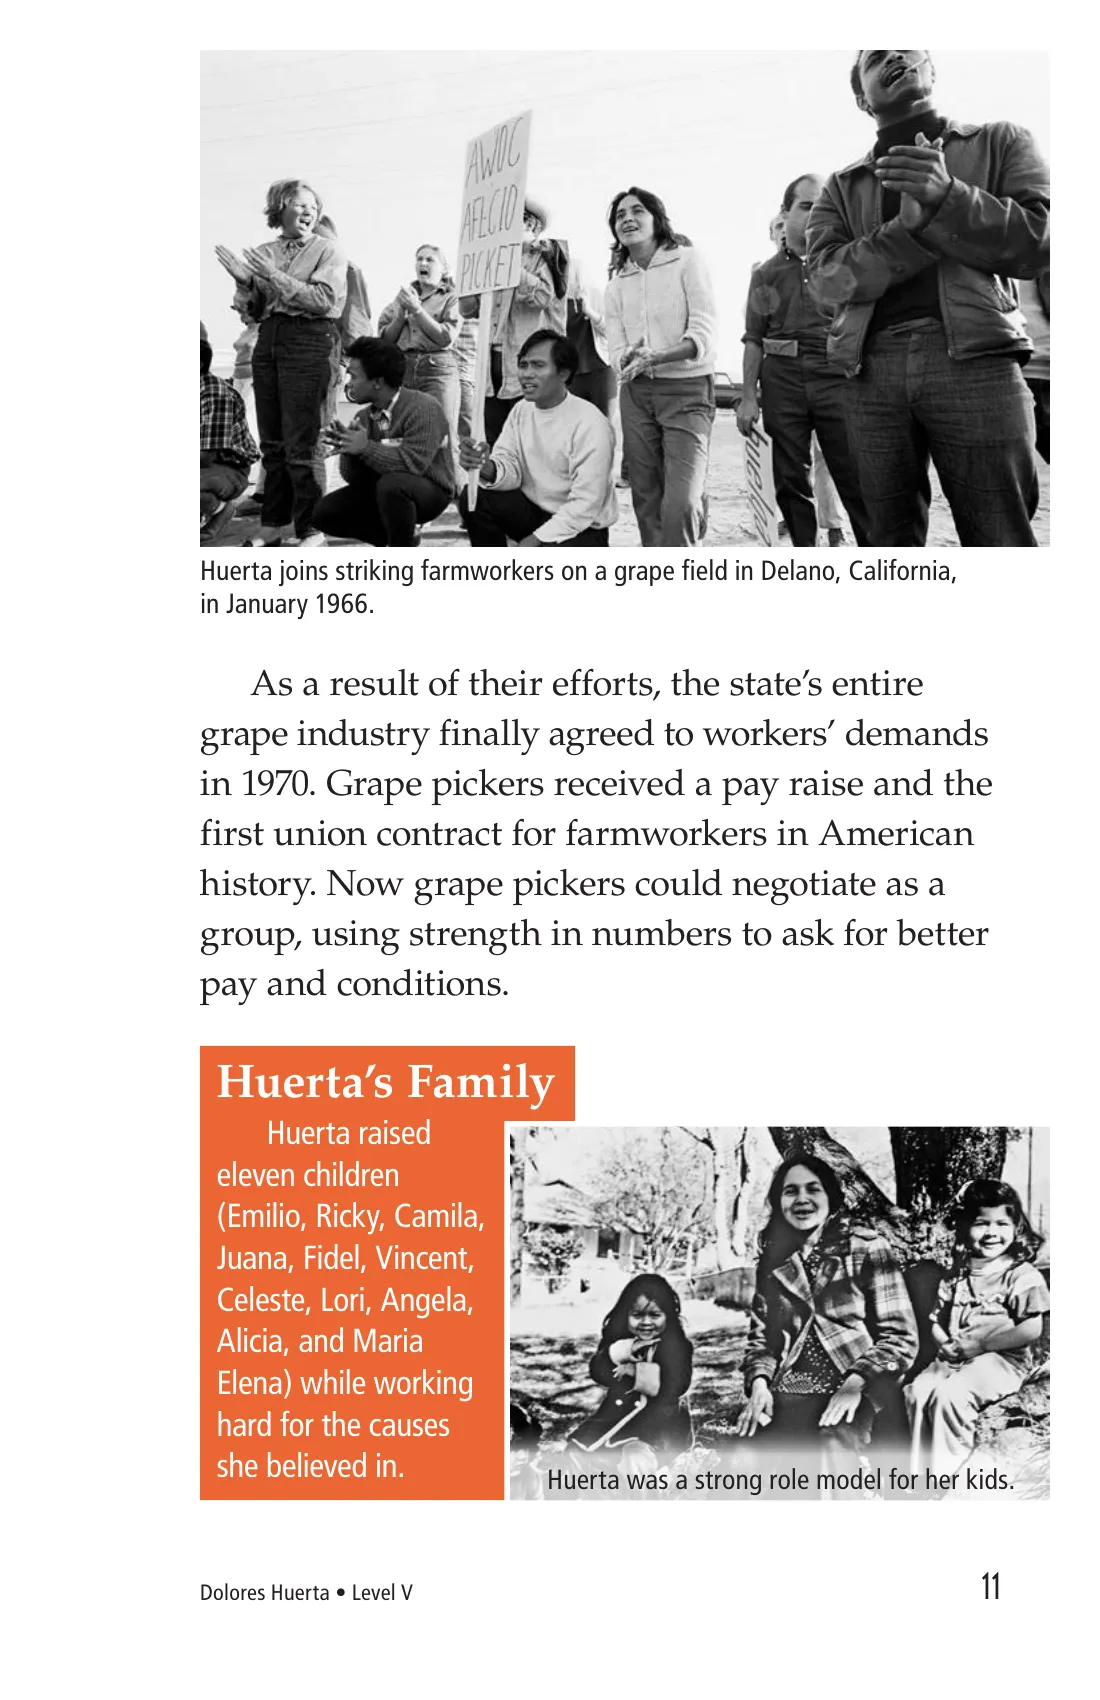 AWOC
AFLCIO
PICKET
Huerta joins striking farmworkers on a grape field in Delano, California,
in January 1966.
As a result of their efforts, the state’s entire
grape industry finally agreed to workers’ demands
in 1970. Grape pickers received a pay raise and the
first union contract for farmworkers in American
history. Now grape pickers could negotiate as a
group, using strength in numbers to ask for better
pay and conditions.
Huerta’s Family
Huerta raised
eleven children
(Emilio, Ricky, Camila,
Juana, Fidel, Vincent,
Celeste, Lori, Angela,
Alicia, and Maria
Elena) while working
hard for the causes
she believed in.
Huerta was a strong role model for her kids.
Dolores Huerta • Level V
11